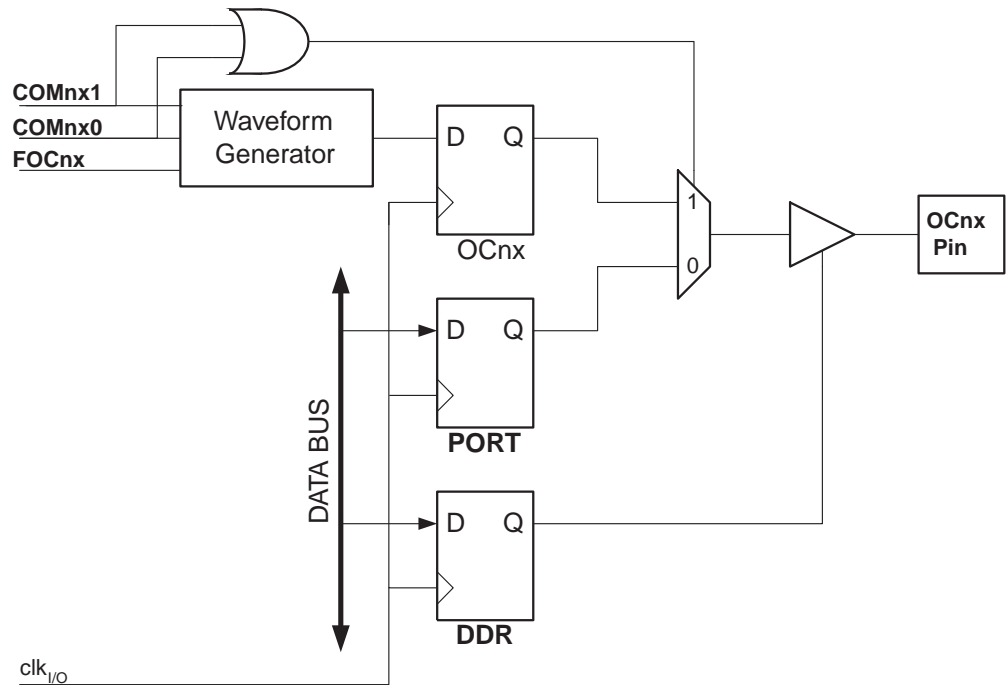 COMnx1
COMnx0
FOCnx
Waveform
Generator
D Q
OCnx
1
0
OCnx
Pin
D Q
PORT
DATA BUS
D Q
DDR
clkI/O